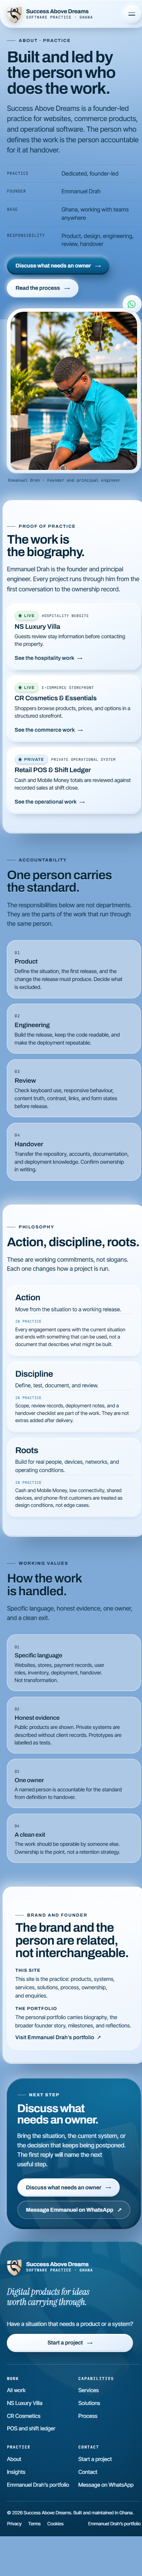 Success Above Dreams
SOFTWARE PRACTICE · GHANA
ABOUT · PRACTICE
Built and led by
the person who
does the work.
Success Above Dreams is a founder-led
practice for websites, commerce products,
and operational software. The person who
defines the work must be the person accountable
for it at handover.
PRACTICE
Dedicated, founder-led
FOUNDER
Emmanuel Drah
BASE
Ghana, working with teams
anywhere
RESPONSIBILITY
Product, design, engineering,
review, handover
Discuss what needs an owner →
Read the process →
Emmanuel Drah · Founder and principal engineer
PROOF OF PRACTICE
The work is
the biography.
Emmanuel Drah is the founder and principal
engineer. Every project runs through him from the
first conversation to the ownership record.
LIVE HOSPITALITY WEBSITE
NS Luxury Villa
Guests review stay information before contacting
the property.
See the hospitality work →
LIVE E-COMMERCE STOREFRONT
CR Cosmetics & Essentials
Shoppers browse products, prices, and options in a
structured storefront.
See the commerce work →
PRIVATE PRIVATE OPERATIONAL SYSTEM
Retail POS & Shift Ledger
Cash and Mobile Money totals are reviewed against
recorded sales at shift close.
See the operational work →
ACCOUNTABILITY
One person carries
the standard.
The responsibilities below are not departments.
They are the parts of the work that run through
the same person.
01
Product
Define the situation, the first release, and the
change the release must produce. Decide what
is excluded.
02
Engineering
Build the release, keep the code readable, and
make the deployment repeatable.
03
Review
Check keyboard use, responsive behaviour,
content truth, contrast, links, and form states
before release.
04
Handover
Transfer the repository, accounts, documentation,
and deployment knowledge. Confirm ownership
in writing.
PHILOSOPHY
Action, discipline, roots.
These are working commitments, not slogans.
Each one changes how a project is run.
Action
Move from the situation to a working release.
IN PRACTICE
Every engagement opens with the current situation
and ends with something that can be used, not a
document that describes what might be built.
Discipline
Define, test, document, and review.
IN PRACTICE
Scope, review records, deployment notes, and a
handover checklist are part of the work. They are not
extras added after delivery.
Roots
Build for real people, devices, networks, and
operating conditions.
IN PRACTICE
Cash and Mobile Money, low connectivity, shared
devices, and phone-first customers are treated as
design conditions, not edge cases.
WORKING VALUES
How the work
is handled.
Specific language, honest evidence, one owner,
and a clean exit.
01
Specific language
Websites, stores, payment records, user
roles, inventory, deployment, handover.
Not transformation.
02
Honest evidence
Public products are shown. Private systems are
described without client records. Prototypes are
labelled as tests.
03
One owner
A named person is accountable for the standard
from definition to handover.
04
A clean exit
The work should be operable by someone else.
Ownership is the point, not a retention strategy.
BRAND AND FOUNDER
The brand and the
person are related,
not interchangeable.
THIS SITE
This site is the practice: products, systems,
services, solutions, process, ownership,
and enquiries.
THE PORTFOLIO
The personal portfolio carries biography, the
broader founder story, milestones, and reflections.
Visit Emmanuel Drah's portfolio ↗
NEXT STEP
Discuss what
needs an owner.
Bring the situation, the current system, or
the decision that keeps being postponed.
The first reply will name the next
useful step.
Discuss what needs an owner →
Message Emmanuel on WhatsApp ↗
Success Above Dreams
SOFTWARE PRACTICE · GHANA
Digital products for ideas
worth carrying through.
Have a situation that needs a product or a system?
Start a project →
WORK
All work
NS Luxury Villa
CR Cosmetics
POS and shift ledger
CAPABILITIES
Services
Solutions
Process
PRACTICE
About
Insights
Emmanuel Drah's portfolio
CONTACT
Start a project
Contact
Message on WhatsApp
© 2026 Success Above Dreams. Built and maintained in Ghana.
Privacy Terms Cookies Emmanuel Drah's portfolio